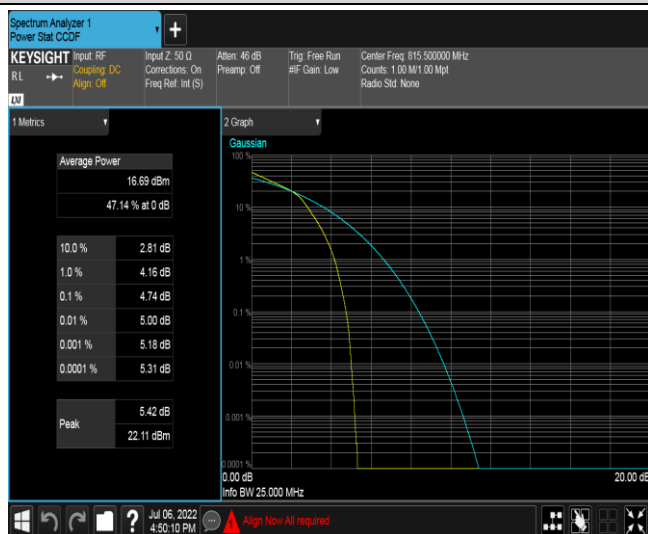 Spectrum Analyzer 1
Power Stat CCDF
+
KEYSIGHT
RL
LXI
Input: RF
Coupling: DC
Align: Off
Input Z: 50 Ω
Corrections: On
Freq Ref: Int (S)
Atten: 46 dB
Preamp: Off
Trig: Free Run
#IF Gain: Low
Center Freq: 815.500000 MHz
Counts: 1.00 M/1.00 Mpt
Radio Std: None
1 Metrics
Average Power
16.69 dBm
47.14 % at 0 dB
10.0 % 2.81 dB
1.0 % 4.16 dB
0.1 % 4.74 dB
0.01 % 5.00 dB
0.001 % 5.18 dB
0.0001 % 5.31 dB
Peak
5.42 dB
22.11 dBm
2 Graph
Gaussian
100 %
10 %
1 %
0.1 %
0.01 %
0.001 %
0.0001 %
0.00 dB 20.00 dB
Info BW 25.000 MHz
?
Jul 06, 2022
4:50:10 PM
Align Now All required